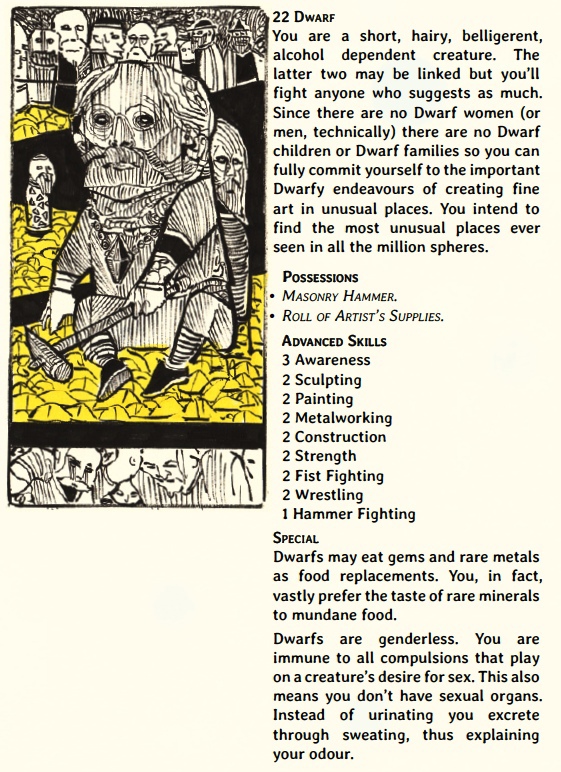 22 Dwarf
You are a short, hairy, belligerent,
alcohol dependent creature. The
latter two may be linked but you'll
fight anyone who suggests as much.
Since there are no Dwarf women (or
men, technically) there are no Dwarf
children or Dwarf families so you can
fully commit yourself to the important
Dwarfy endeavours of creating fine
art in unusual places. You intend to
find the most unusual places ever
seen in all the million spheres.
Possessions
• Masonry Hammer.
• Roll of Artist's Supplies.
Advanced Skills
3 Awareness
2 Sculpting
2 Painting
2 Metalworking
2 Construction
2 Strength
2 Fist Fighting
2 Wrestling
1 Hammer Fighting
Special
Dwarfs may eat gems and rare metals
as food replacements. You, in fact,
vastly prefer the taste of rare minerals
to mundane food.
Dwarfs are genderless. You are
immune to all compulsions that play
on a creature's desire for sex. This also
means you don't have sexual organs.
Instead of urinating you excrete
through sweating, thus explaining
your odour.